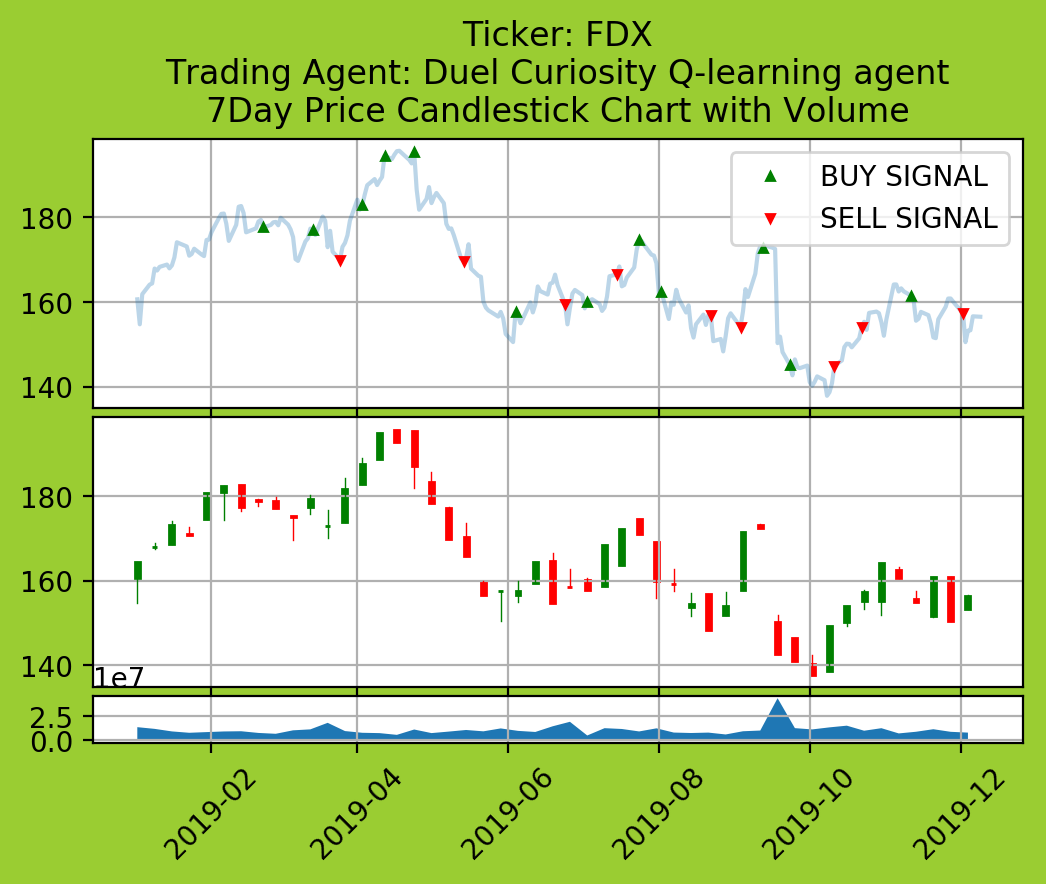 Ticker: FDX
Trading Agent: Duel Curiosity Q-learning agent
7Day Price Candlestick Chart with Volume
BUY SIGNAL
SELL SIGNAL
180
160
140
180
160
140
1e7
2.5
0.0
2019-02
2019-04
2019-06
2019-08
2019-10
2019-12